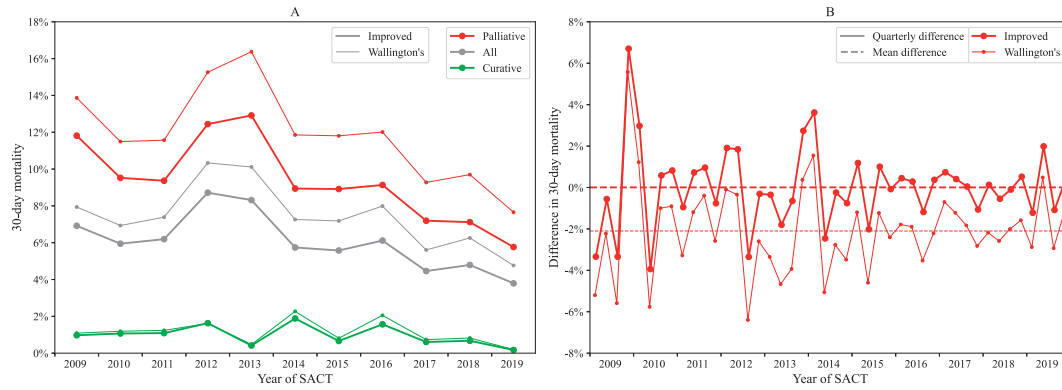 A
18%
16%
14%
12%
10%
8%
6%
4%
2%
0%
30-day mortality
Improved
Wallington's
Palliative
All
Curative
2009 2010 2011 2012 2013 2014 2015 2016 2017 2018 2019
Year of SACT
B
8%
6%
4%
2%
0%
-2%
-4%
-6%
-8%
Difference in 30-day mortality
Quarterly difference
Mean difference
Improved
Wallington's
2009 2010 2011 2012 2013 2014 2015 2016 2017 2018 2019
Year of SACT